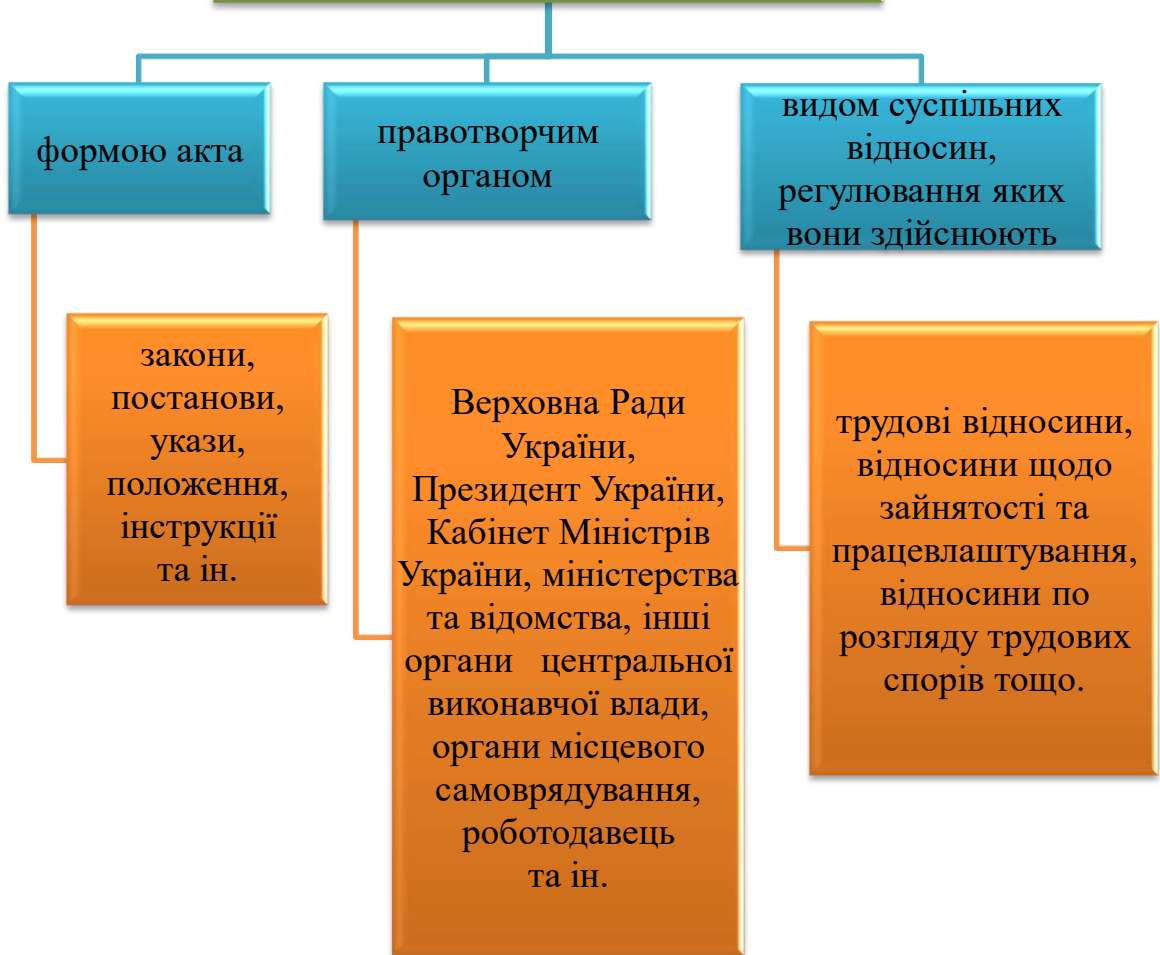 формою акта
правотворчим
органом
видом суспільних
відносин,
регулювання яких
вони здійснюють
закони,
постанови,
укази,
положення,
інструкції
та ін.
Верховна Ради
України,
Президент України,
Кабінет Міністрів
України, міністерства
та відомства, інші
органи центральної
виконавчої влади,
органи місцевого
самоврядування,
роботодавець
та ін.
трудові відносини,
відносини щодо
зайнятості та
працевлаштування,
відносини по
розгляду трудових
спорів тощо.